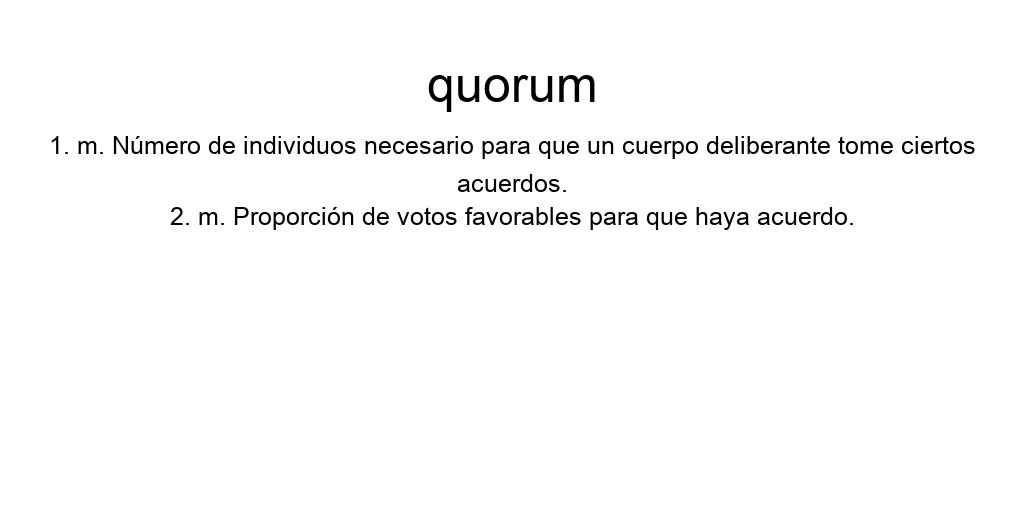 quorum
1. m. Número de individuos necesario para que un cuerpo deliberante tome ciertos
acuerdos.
2. m. Proporción de votos favorables para que haya acuerdo.